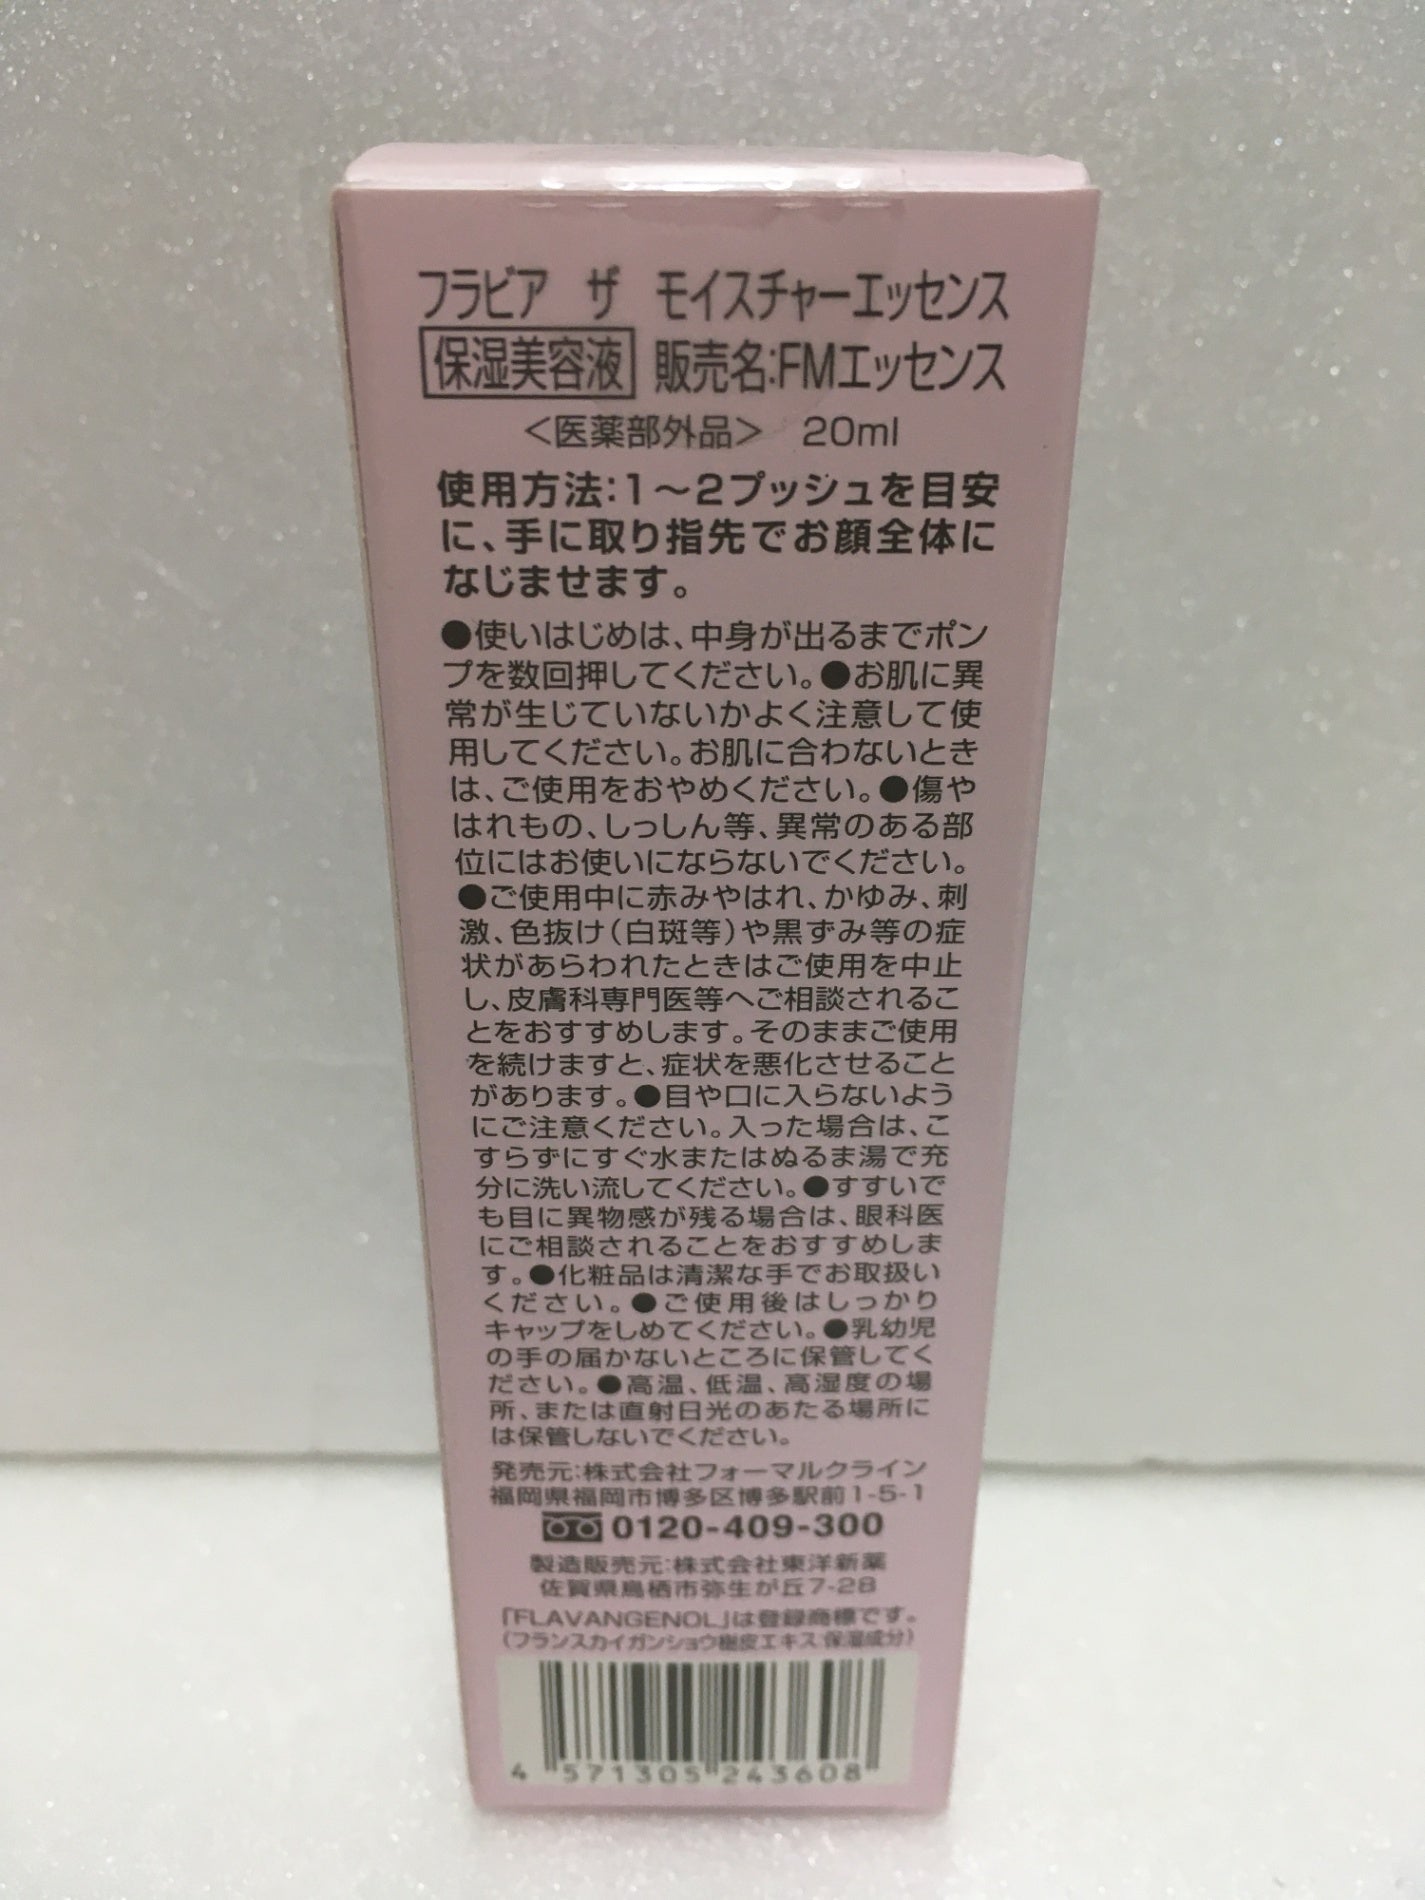 フラビア ザ モイスチャーエッセンス
保湿美容液 販売名:FMエッセンス
<医薬部外品> 20ml
使用方法:1～2プッシュを目安
に、手に取り指先でお顔全体に
なじませます。
●使いはじめは、中身が出るまでポン
プを数回押してください。●お肌に異
常が生じていないかよく注意して使
用してください。お肌に合わないとき
は、ご使用をおやめください。●傷や
はれもの、しっしん等、異常のある部
位にはお使いにならないでください。
●ご使用中に赤みやはれ、かゆみ、刺
激、色抜け(白斑等)や黒ずみ等の症
状があらわれたときはご使用を中止
し、皮膚科専門医等へご相談されるこ
とをおすすめします。そのままご使用
を続けますと、症状を悪化させること
があります。●目や口に入らないよう
にご注意ください。入った場合は、こ
すらずにすぐ水またはぬるま湯で充
分に洗い流してください。●すすいで
も目に異物感が残る場合は、眼科医
にご相談されることをおすすめしま
す。●化粧品は清潔な手でお取扱い
ください。●ご使用後はしっかり
キャップをしめてください。●乳幼児
の手の届かないところに保管してく
ださい。●高温、低温、高湿度の場
所、または直射日光のあたる場所に
は保管しないでください。
発売元:株式会社フォーマルクライン
福岡県福岡市博多区博多駅前1-5-1
0120-409-300
製造販売元:株式会社東洋新薬
佐賀県鳥栖市弥生が丘7-28
「FLAVANGENOL」は登録商標です。
(フランスカイガンショウ樹皮エキス:保湿成分)
4 571305 243608